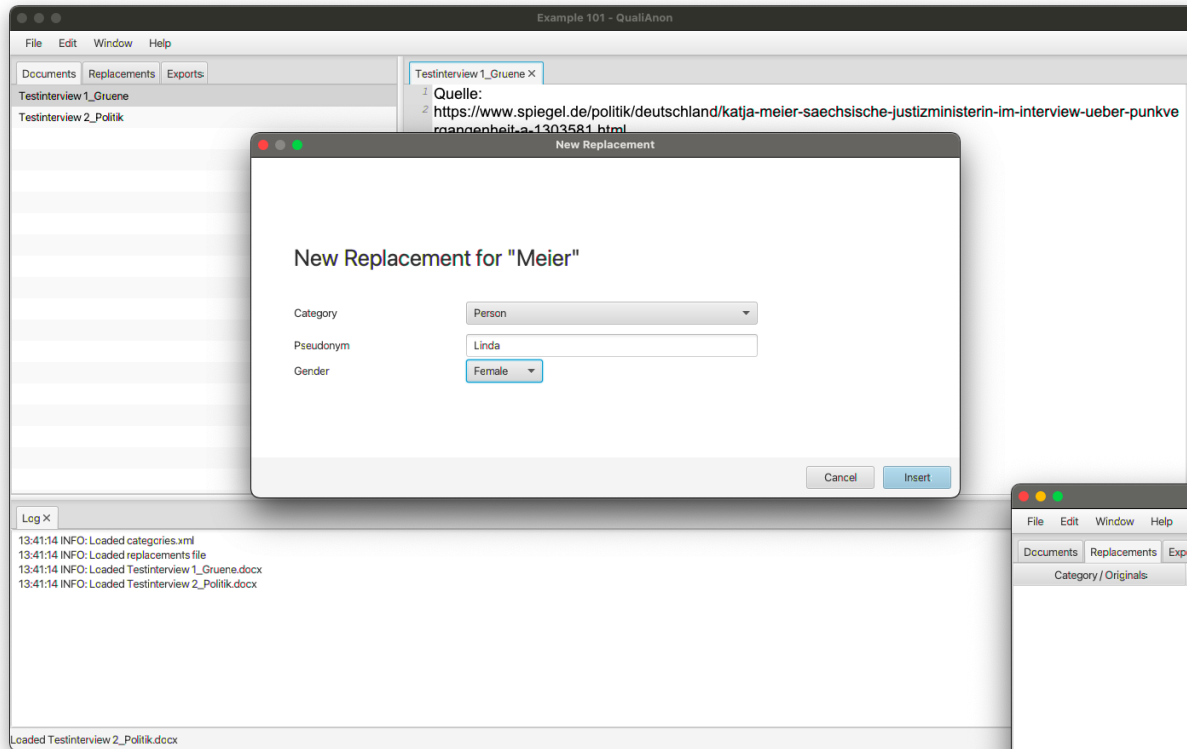 Example 101 - QualiAnon
File Edit Window Help
Documents Replacements Exports
Testinterview 1_Gruene
Testinterview 2_Politik
Testinterview 1_Gruene
1 Quelle:
2 https://www.spiegel.de/politik/deutschland/katja-meier-saechsische-justizministerin-im-interview-ueber-punkve
rgangenheit-a-1303581.html
New Replacement
New Replacement for "Meier"
Category Person
Pseudonym Linda
Gender Female
Cancel Insert
Log
13:41:14 INFO: Loaded categories.xml
13:41:14 INFO: Loaded replacements file
13:41:14 INFO: Loaded Testinterview 1_Gruene.docx
13:41:14 INFO: Loaded Testinterview 2_Politik.docx
Loaded Testinterview 2_Politik.docx
File Edit Window Help
Documents Replacements Exp
Category / Originals